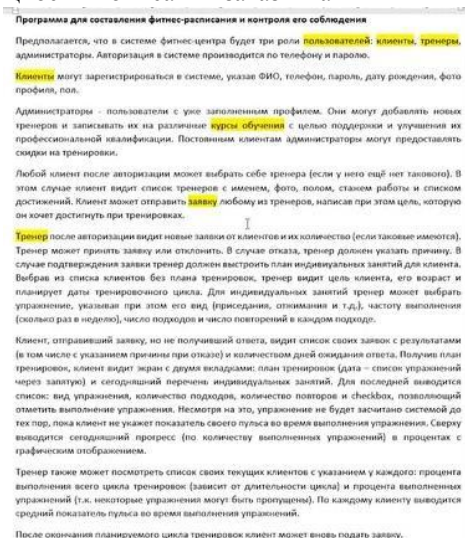 Программа для составления фитнес-расписания и контроля его соблюдения
Предполагается, что в системе фитнес-центра будет три роли пользователей: клиенты, тренеры,
администраторы. Авторизация в системе производится по телефону и паролю.
Клиенты могут зарегистрироваться в системе, указав ФИО, телефон, пароль, дату рождения, фото
профиля, пол.
Администраторы - пользователи с уже заполненным профилем. Они могут добавлять новых
тренеров и записывать их на различные курсы обучения с целью поддержки и улучшения их
профессиональной квалификации. Постоянным клиентам администраторы могут предоставлять
скидки на тренировки.
Любой клиент после авторизации может выбрать себе тренера (если у него ещё нет такового). В
этом случае клиент видит список тренеров с именем, фото, полом, стажем работы и списком
достижений. Клиент может отправить заявку любому из тренеров, написав при этом цель, которую
он хочет достигнуть при тренировках.
Тренер после авторизации видит новые заявки от клиентов и их количество (если таковые имеются).
Тренер может принять заявку или отклонить. В случае отказа, тренер должен указать причину. В
случае подтверждения заявки тренер должен выстроить план индивидуальных занятий для клиента.
Выбрав из списка клиентов без плана тренировок, тренер видит цель клиента, его возраст и
планирует даты тренировочного цикла. Для индивидуальных занятий тренер может выбрать
упражнение, указывая при этом его вид (приседания, отжимания и т.д.), частоту выполнения
(сколько раз в неделю), число подходов и число повторений в каждом подходе.
Клиент, отправивший заявку, но не получивший ответа, видит список своих заявок с результатами
(в том числе с указанием причины при отказе) и количеством дней ожидания ответа. Получив план
тренировок, клиент видит экран с двумя вкладками: план тренировок (дата – список упражнений
через запятую) и сегодняшний перечень индивидуальных занятий. Для последней выводится
список: вид упражнения, количество подходов, количество повторов и checkbox, позволяющий
отметить выполнение упражнения. Несмотря на это, упражнение не будет засчитано системой до
тех пор, пока клиент не укажет показатель своего пульса во время выполнения упражнения. Сверху
выводится сегодняшний прогресс (по количеству выполненных упражнений) в процентах с
графическим отображением.
Тренер также может посмотреть список своих текущих клиентов с указанием у каждого: процента
выполнения всего цикла тренировок (зависит от длительности цикла) и процента выполненных
упражнений (т.к. некоторые упражнения могут быть пропущены). По каждому клиенту выводится
средний показатель пульса во время выполнения упражнений.
После окончания планируемого цикла тренировок клиент может вновь подать заявку.